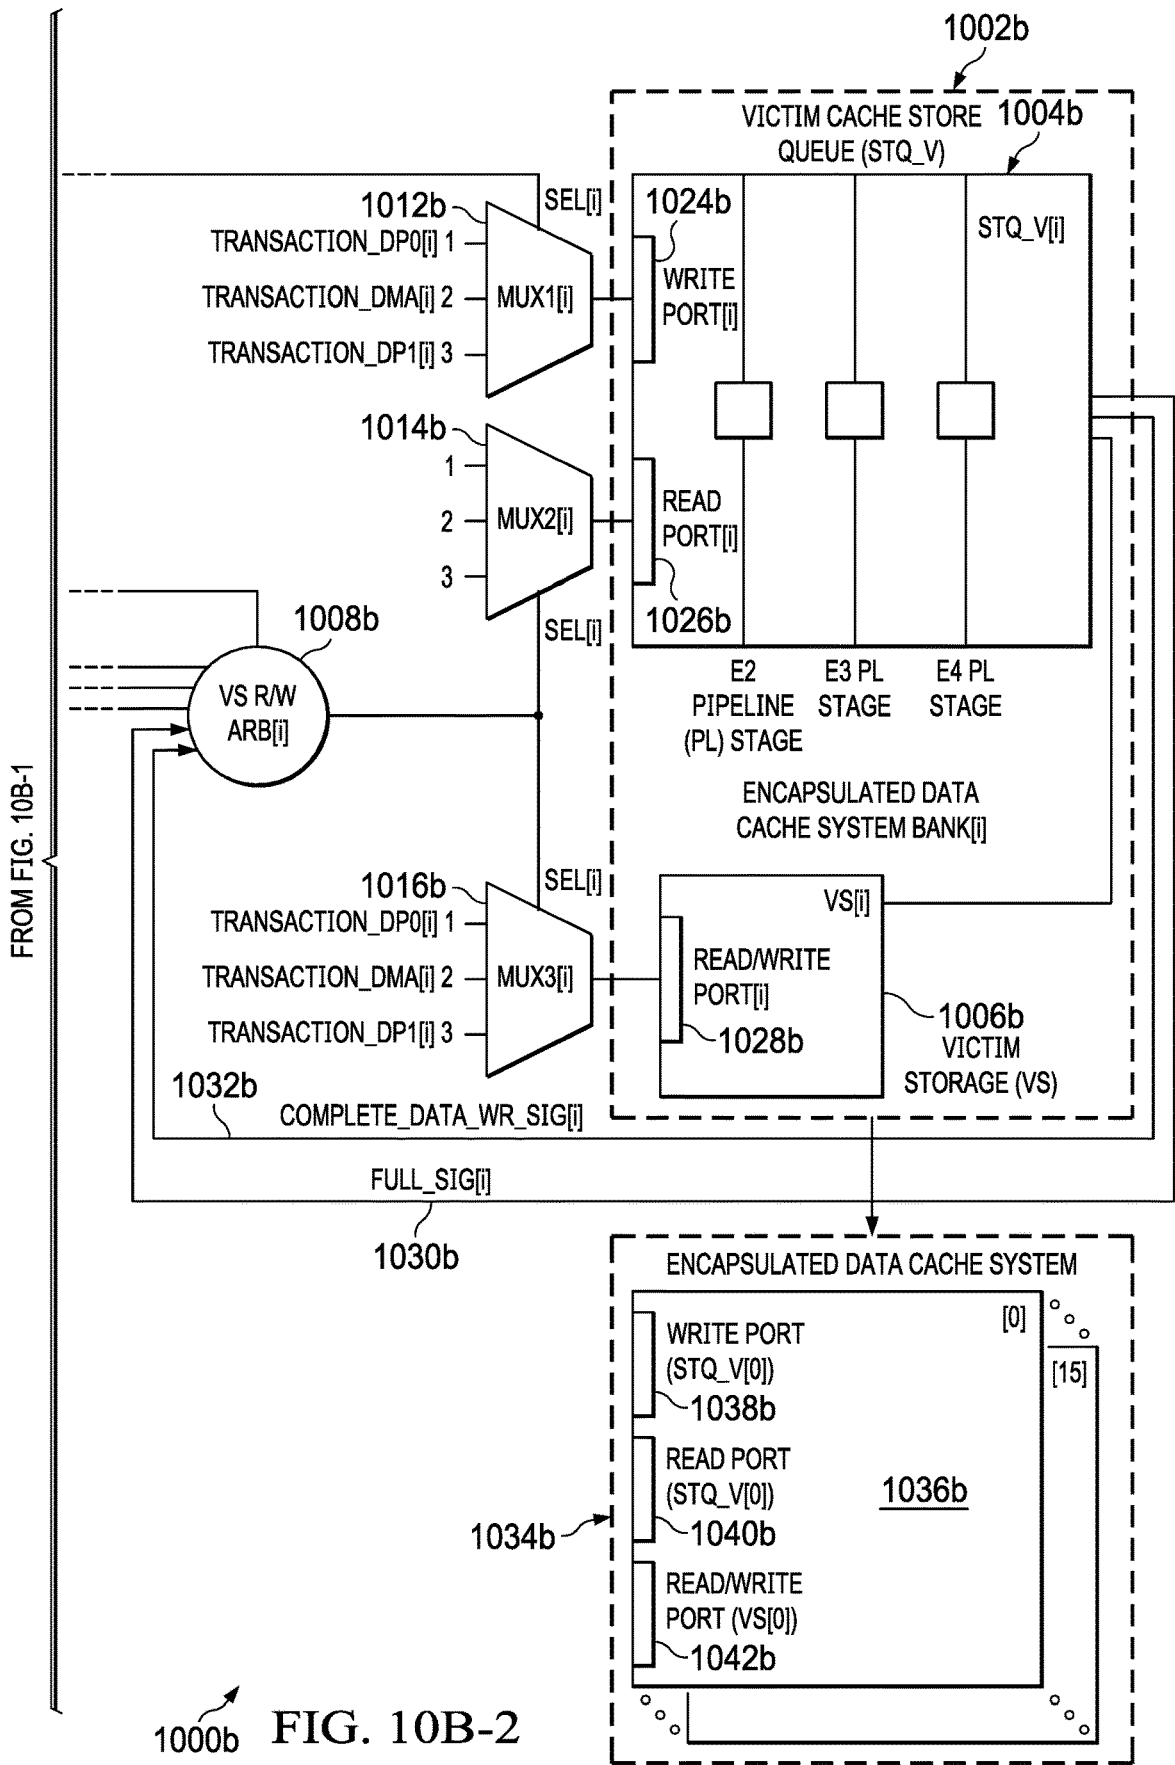 1002b
VICTIM CACHE STORE
QUEUE (STQ_V)
1004b
SEL[i]
1012b
TRANSACTION_DP0[i] 1
TRANSACTION_DMA[i] 2
TRANSACTION_DP1[i] 3
MUX1[i]
1024b
WRITE
PORT[i]
STQ_V[i]
1014b
1
2
3
MUX2[i]
READ
PORT[i]
1026b
SEL[i]
1008b
VS R/W
ARB[i]
E2
PIPELINE
(PL) STAGE
E3 PL
STAGE
E4 PL
STAGE
ENCAPSULATED DATA
CACHE SYSTEM BANK[i]
FROM FIG. 10B-1
SEL[i]
1016b
TRANSACTION_DP0[i] 1
TRANSACTION_DMA[i] 2
TRANSACTION_DP1[i] 3
MUX3[i]
VS[i]
READ/WRITE
PORT[i]
1028b
1006b
VICTIM
STORAGE (VS)
1032b
COMPLETE_DATA_WR_SIG[i]
FULL_SIG[i]
1030b
ENCAPSULATED DATA CACHE SYSTEM
[0]
[15]
WRITE PORT
(STQ_V[0])
1038b
READ PORT
(STQ_V[0])
1040b
1036b
1034b
READ/WRITE
PORT (VS[0])
1042b
1000b
FIG. 10B-2